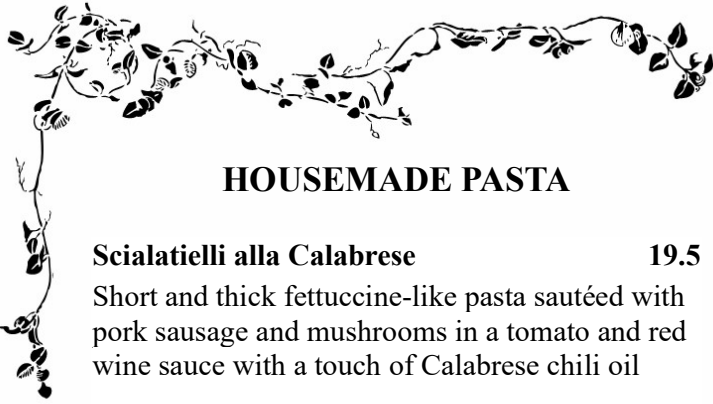 HOUSEMADE PASTA
Scialatielli alla Calabrese 19.5
Short and thick fettuccine-like pasta sautéed with
pork sausage and mushrooms in a tomato and red
wine sauce with a touch of Calabrese chili oil